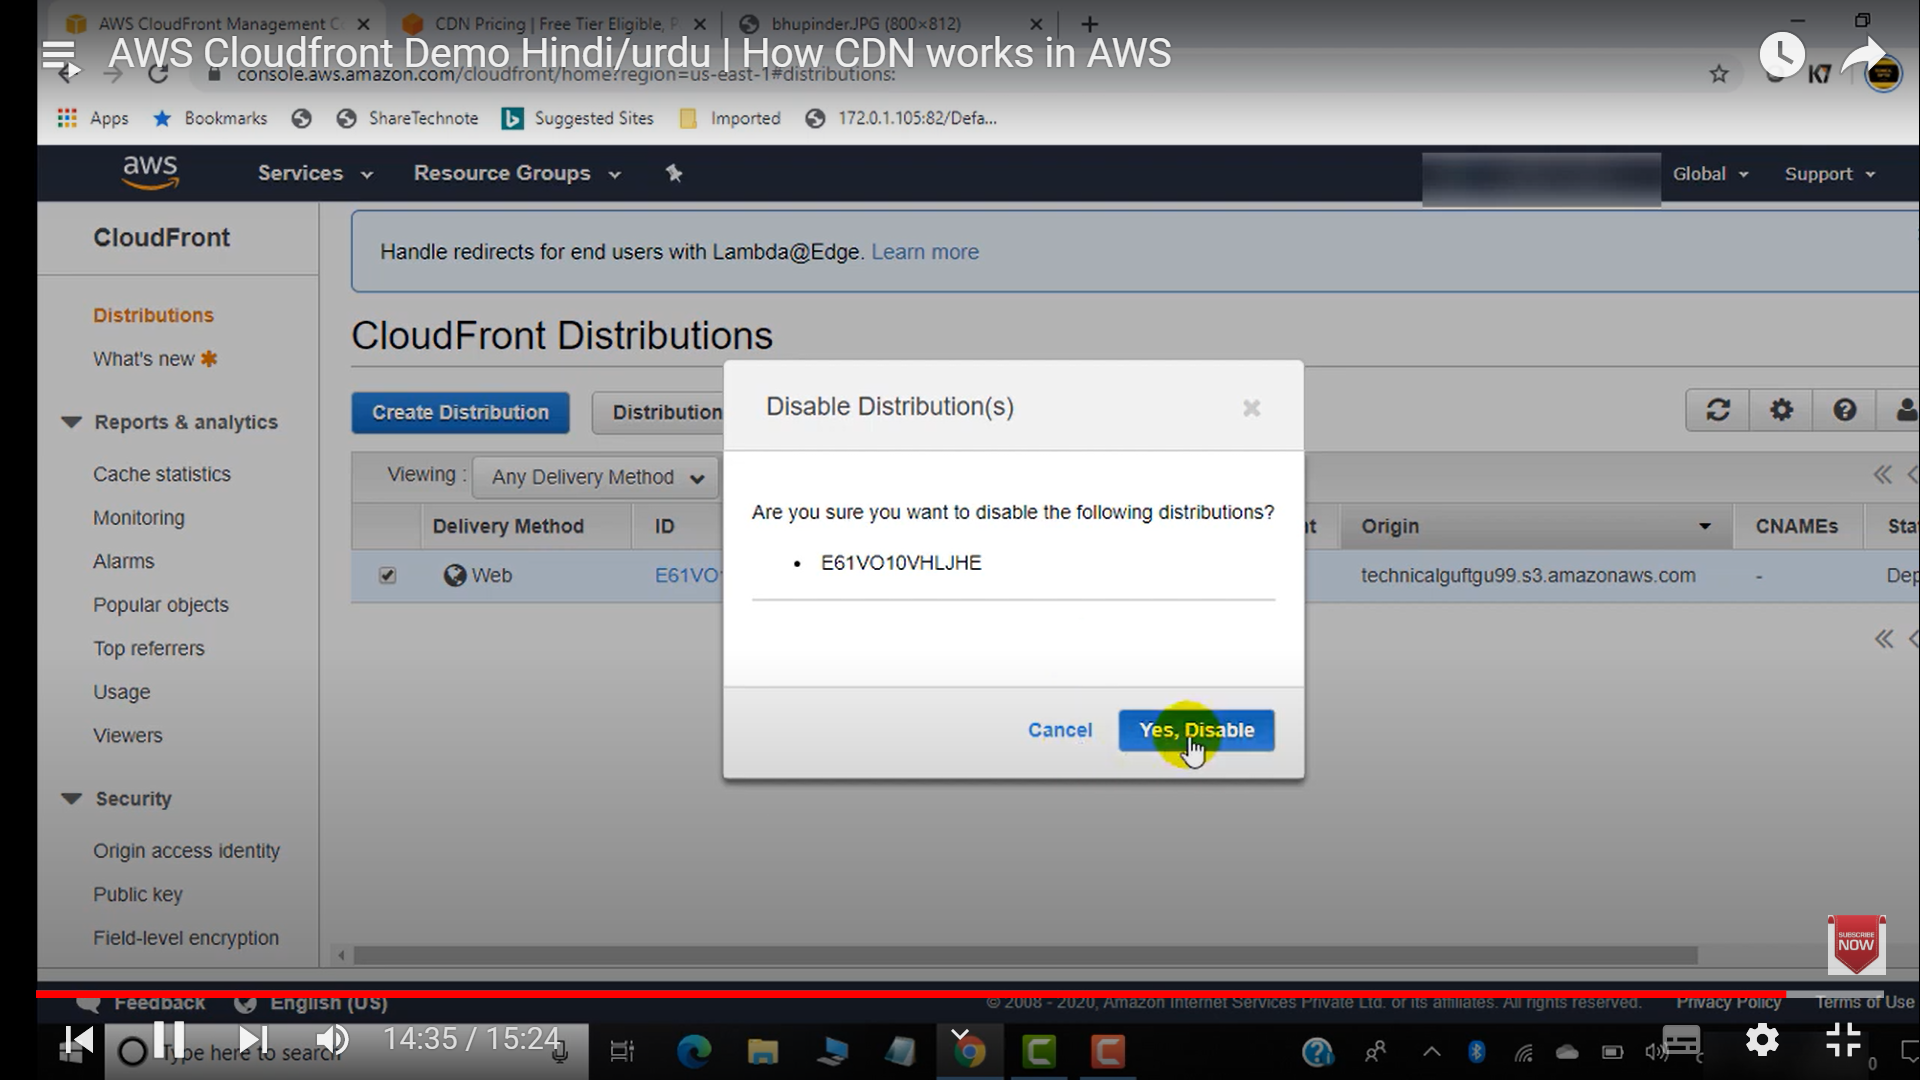 AWS CloudFront Management C
CDN Pricing | Free Tier Eligible, P
bhupinder.JPG (800×812)
AWS Cloudfront Demo Hindi/urdu | How CDN works in AWS
console.aws.amazon.com/cloudfront/home?region=us-east-1#distributions:
K7
Apps
Bookmarks
ShareTechnote
Suggested Sites
Imported
172.0.1.105:82/Defa...
aws
Services
Resource Groups
Global
Support
CloudFront
Handle redirects for end users with Lambda@Edge. Learn more
Distributions
What's new
CloudFront Distributions
Reports & analytics
Create Distribution
Distribution
Disable Distribution(s)
Cache statistics
Viewing :
Any Delivery Method
Monitoring
Delivery Method
ID
Are you sure you want to disable the following distributions?
Origin
CNAMEs
Sta
Alarms
Web
E61VO
• E61VO10VHLJHE
technicalguftgu99.s3.amazonaws.com
-
Dep
Popular objects
Top referrers
Usage
Viewers
Cancel
Yes, Disable
Security
Origin access identity
Public key
Field-level encryption
SUBSCRIBE
NOW
Feedback
English (US)
© 2008 - 2020, Amazon Internet Services Private Ltd. or its affiliates. All rights reserved.
Privacy Policy
Terms of Use
14:35 / 15:24
Type here to search